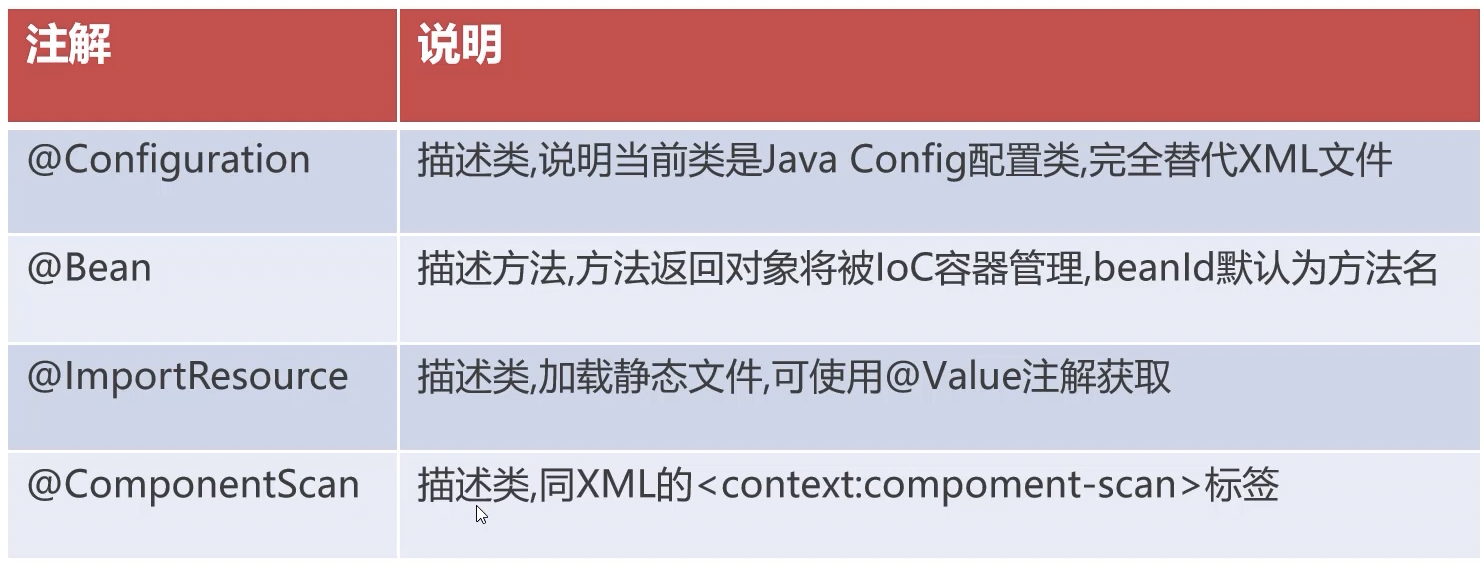 注解 说明
@Configuration 描述类,说明当前类是Java Config配置类,完全替代XML文件
@Bean 描述方法,方法返回对象将被IoC容器管理,beanId默认为方法名
@ImportResource 描述类,加载静态文件,可使用@Value注解获取
@ComponentScan 描述类,同XML的<context:compoment-scan>标签